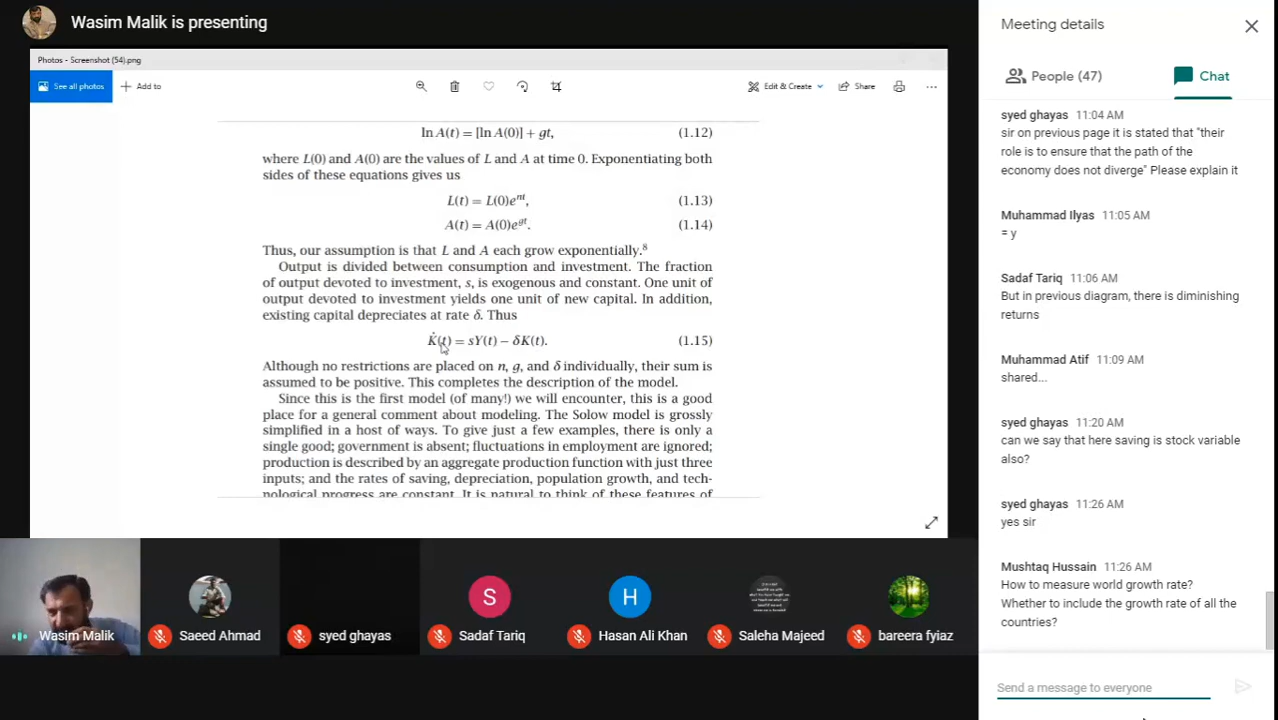 Wasim Malik is presenting
Photos - Screenshot (54).png
See all photos
Add to
Edit & Create
Share
ln A(t) = [ln A(0)] + gt, (1.12)
where L(0) and A(0) are the values of L and A at time 0. Exponentiating both
sides of these equations gives us
L(t) = L(0)eⁿᵗ, (1.13)
A(t) = A(0)eᵍᵗ. (1.14)
Thus, our assumption is that L and A each grow exponentially.⁸
Output is divided between consumption and investment. The fraction
of output devoted to investment, s, is exogenous and constant. One unit of
output devoted to investment yields one unit of new capital. In addition,
existing capital depreciates at rate δ. Thus
K̇(t) = sY(t) − δK(t). (1.15)
Although no restrictions are placed on n, g, and δ individually, their sum is
assumed to be positive. This completes the description of the model.
Since this is the first model (of many!) we will encounter, this is a good
place for a general comment about modeling. The Solow model is grossly
simplified in a host of ways. To give just a few examples, there is only a
single good; government is absent; fluctuations in employment are ignored;
production is described by an aggregate production function with just three
inputs; and the rates of saving, depreciation, population growth, and tech-
nological progress are constant. It is natural to think of these features of
Wasim Malik
Saeed Ahmad
syed ghayas
S
Sadaf Tariq
H
Hasan Ali Khan
Saleha Majeed
bareera fyiaz
Meeting details
People (47)
Chat
syed ghayas 11:04 AM
sir on previous page it is stated that "their
role is to ensure that the path of the
economy does not diverge" Please explain it
Muhammad Ilyas 11:05 AM
= y
Sadaf Tariq 11:06 AM
But in previous diagram, there is diminishing
returns
Muhammad Atif 11:09 AM
shared...
syed ghayas 11:20 AM
can we say that here saving is stock variable
also?
syed ghayas 11:26 AM
yes sir
Mushtaq Hussain 11:26 AM
How to measure world growth rate?
Whether to include the growth rate of all the
countries?
Send a message to everyone